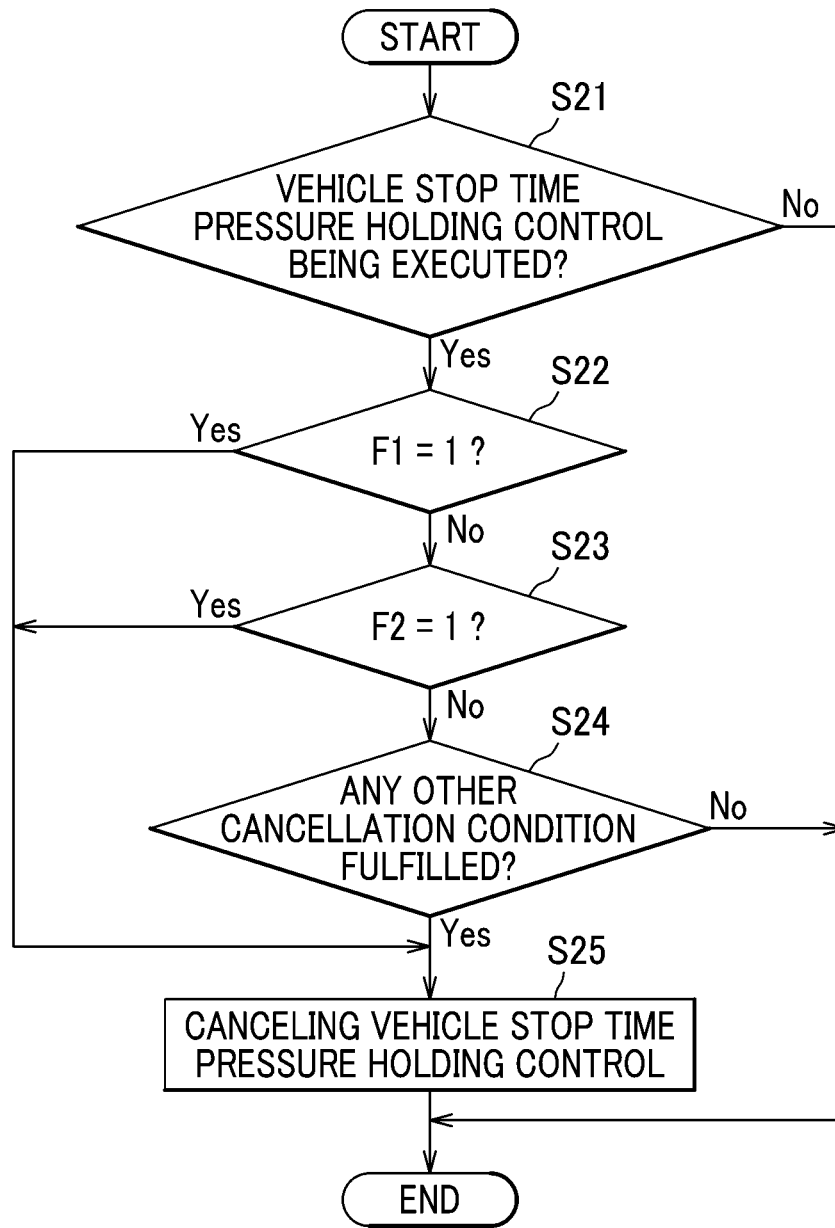 START
S21
VEHICLE STOP TIME
PRESSURE HOLDING CONTROL
BEING EXECUTED?
No
Yes
S22
Yes
F1 = 1 ?
No
S23
Yes
F2 = 1 ?
No
S24
ANY OTHER
CANCELLATION CONDITION
FULFILLED?
No
Yes
S25
CANCELING VEHICLE STOP TIME
PRESSURE HOLDING CONTROL
END